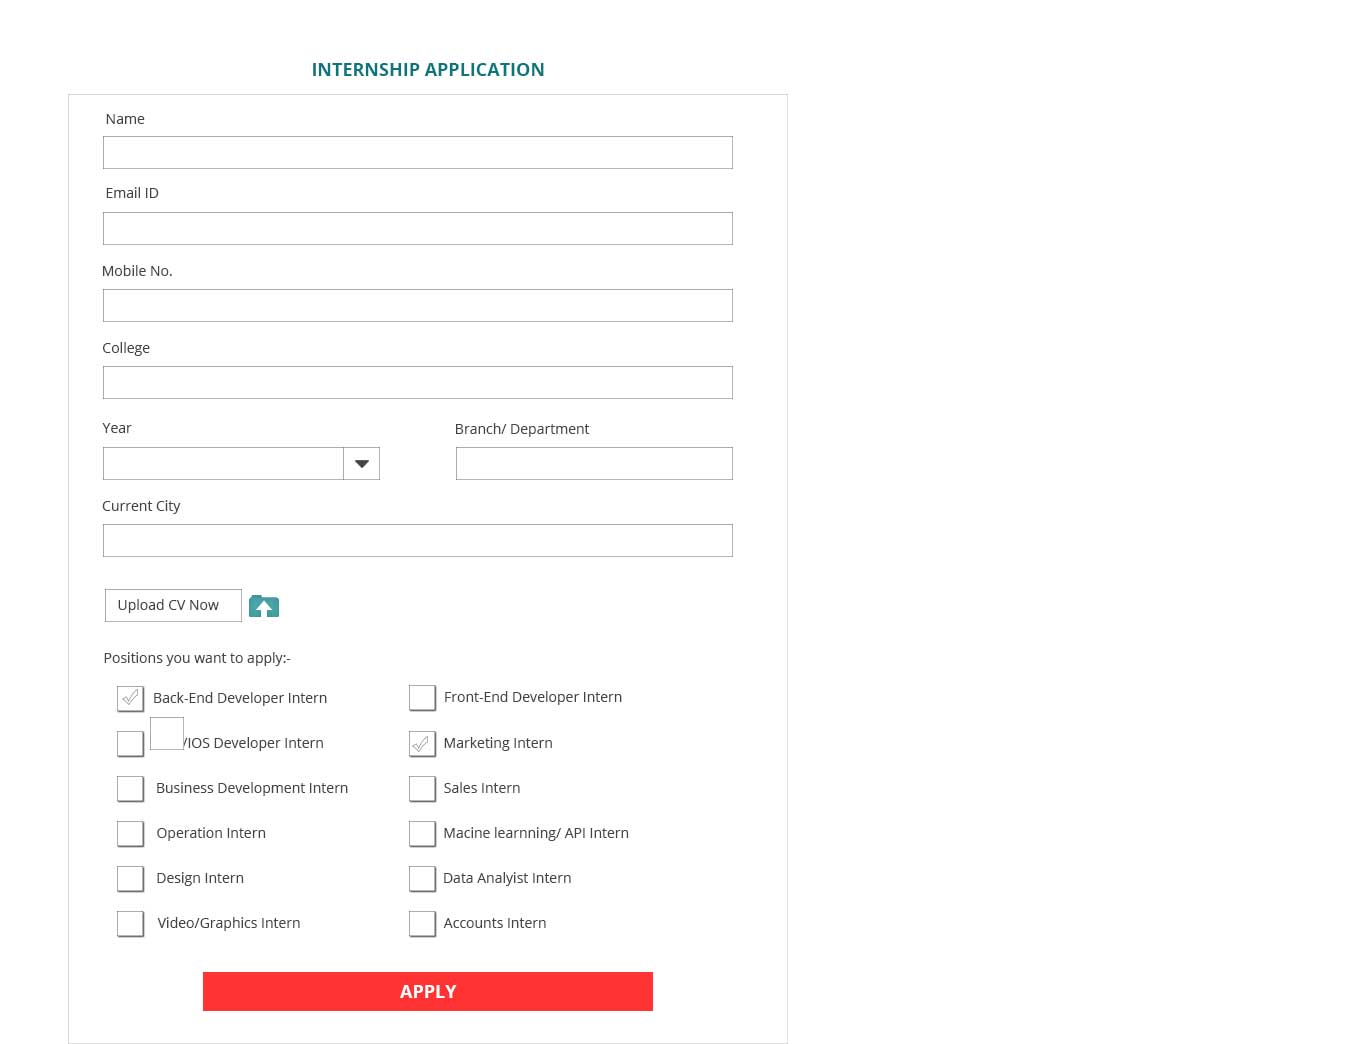 INTERNSHIP APPLICATION
Name
Email ID
Mobile No.
College
Year
Branch/ Department
Current City
Upload CV Now
Positions you want to apply:-
Back-End Developer Intern
Front-End Developer Intern
/IOS Developer Intern
Marketing Intern
Business Development Intern
Sales Intern
Operation Intern
Macine learnning/ API Intern
Design Intern
Data Analyist Intern
Video/Graphics Intern
Accounts Intern
APPLY